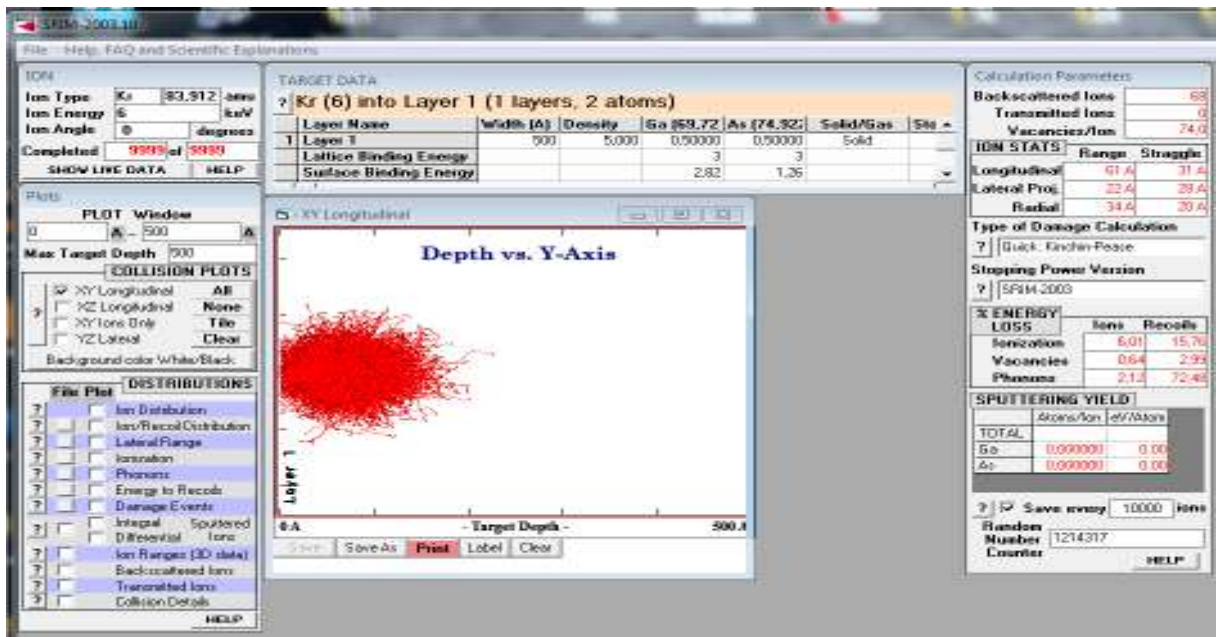 SRIM-2003.10
File Help, FAQ and Scientific Explanations
ION
Ion Type Kr 83,912 amu
Ion Energy 6 keV
Ion Angle 0 degrees
Completed 9999 of 9999
SHOW LIVE DATA HELP
Plots
PLOT Window
0 A - 500 A
Max Target Depth 500
COLLISION PLOTS
XY Longitudinal All
XZ Longitudinal None
XY Ions Only Tile
YZ Lateral Clear
?
Background color White/Black
DISTRIBUTIONS
File Plot
? Ion Distribution
? Ion/Recoil Distribution
? Lateral Range
? Ionization
? Phonons
? Energy to Recoils
? Damage Events
? Integral Sputtered
Differential Ions
? Ion Ranges (3D data)
? Backscattered Ions
? Transmitted Ions
? Collision Details
HELP
TARGET DATA
? Kr (6) into Layer 1 (1 layers, 2 atoms)
Layer Name Width (A) Density Ga (69,72 As (74,922 Solid/Gas Sto
1 Layer 1 500 5,000 0,50000 0,50000 Solid
Lattice Binding Energy 3 3
Surface Binding Energy 2,82 1,26
XY Longitudinal
Depth vs. Y-Axis
Layer 1
0 A - Target Depth - 500 A
Save Save As Print Label Clear
Calculation Parameters
Backscattered Ions 69
Transmitted Ions 0
Vacancies/Ion 74,0
ION STATS Range Straggle
Longitudinal 61 A 31 A
Lateral Proj. 22 A 28 A
Radial 34 A 20 A
Type of Damage Calculation
? Quick: Kinchin-Pease
Stopping Power Version
? SRIM-2003
% ENERGY LOSS Ions Recoils
Ionization 6,01 15,76
Vacancies 0,64 2,99
Phonons 2,12 72,48
SPUTTERING YIELD
Atoms/Ion eV/Atom
TOTAL
Ga 0,000000 0.00
As 0,000000 0.00
? Save every 10000 ions
Random
Number 1214317
Counter
HELP